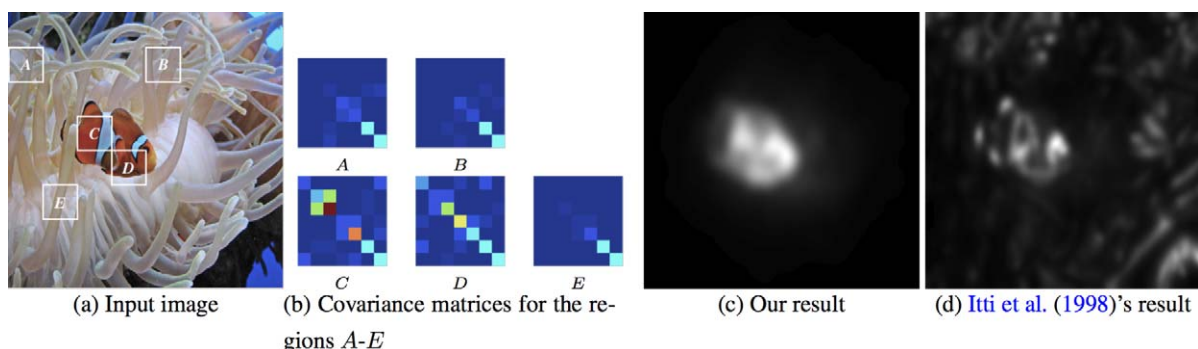 A
B
C
D
E
A
B
C
D
E
(a) Input image
(b) Covariance matrices for the re-
gions A-E
(c) Our result
(d) Itti et al. (1998)'s result